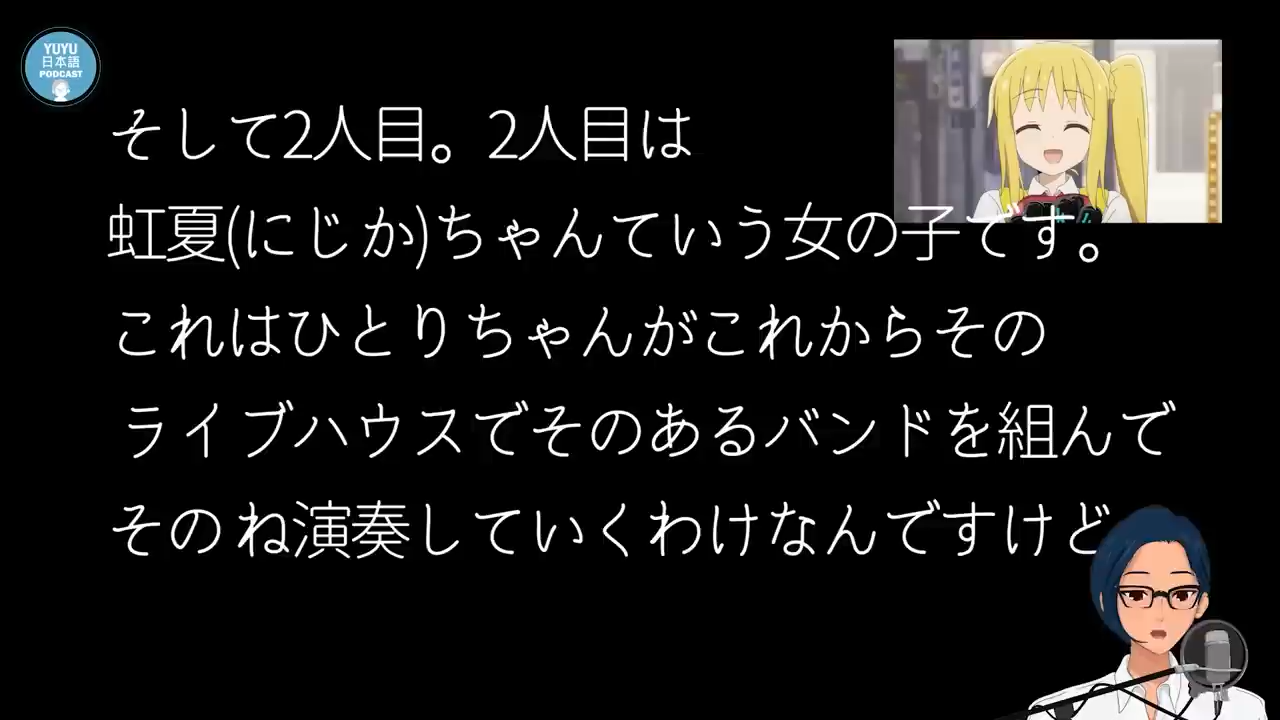 YUYU
日本語
PODCAST
そして2人目。2人目は
虹夏(にじか)ちゃんていう女の子です。
これはひとりちゃんがこれからその
ライブハウスでそのあるバンドを組んで
そのね演奏していくわけなんですけど